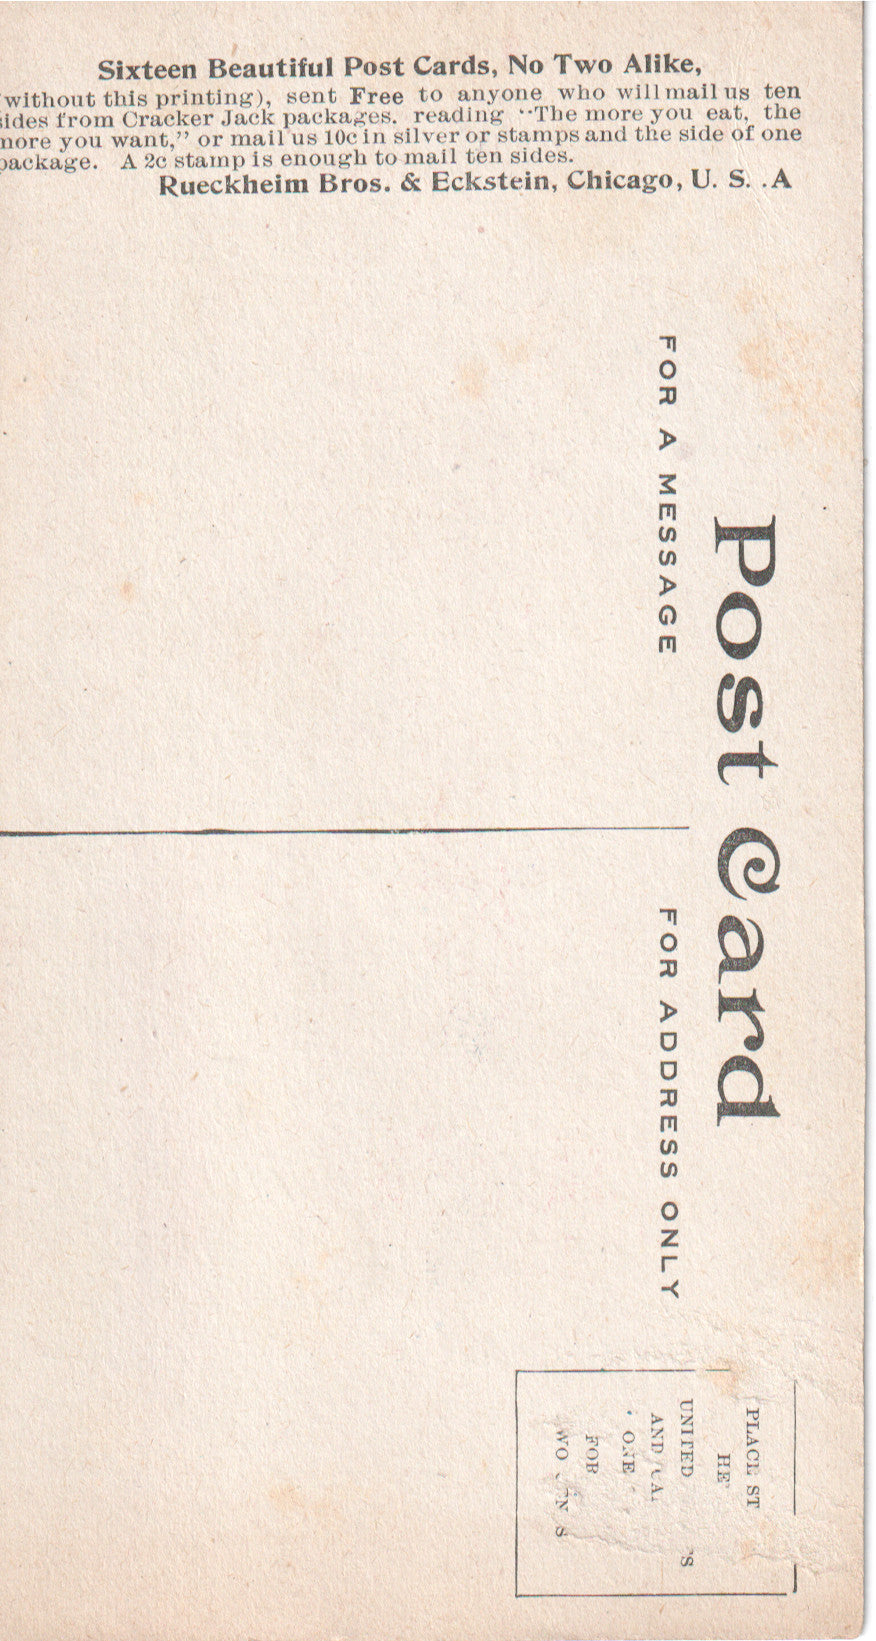 Sixteen Beautiful Post Cards, No Two Alike,
(without this printing), sent Free to anyone who will mail us ten
sides from Cracker Jack packages. reading "The more you eat, the
more you want," or mail us 10c in silver or stamps and the side of one
package. A 2c stamp is enough to mail ten sides.
Rueckheim Bros. & Eckstein, Chicago, U. S. .A
Post Card
FOR A MESSAGE
FOR ADDRESS ONLY
PLACE ST
HE
UNITED
AND
ONE
FOR